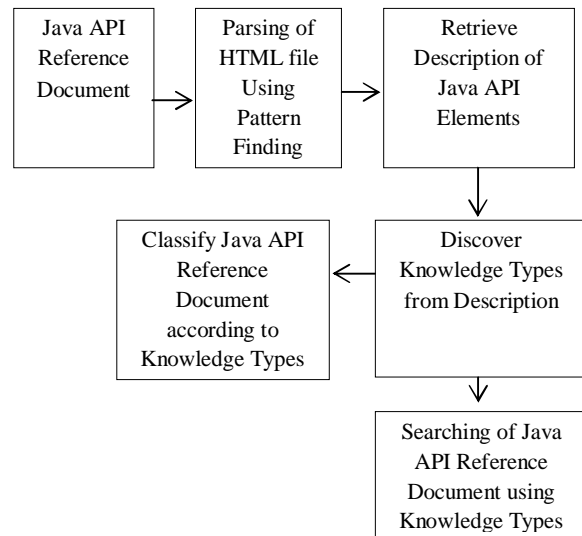 Java API
Reference
Document
Parsing of
HTML file
Using
Pattern
Finding
Retrieve
Description of
Java API
Elements
Classify Java API
Reference
Document
according to
Knowledge Types
Discover
Knowledge Types
from Description
Searching of Java
API Reference
Document using
Knowledge Types